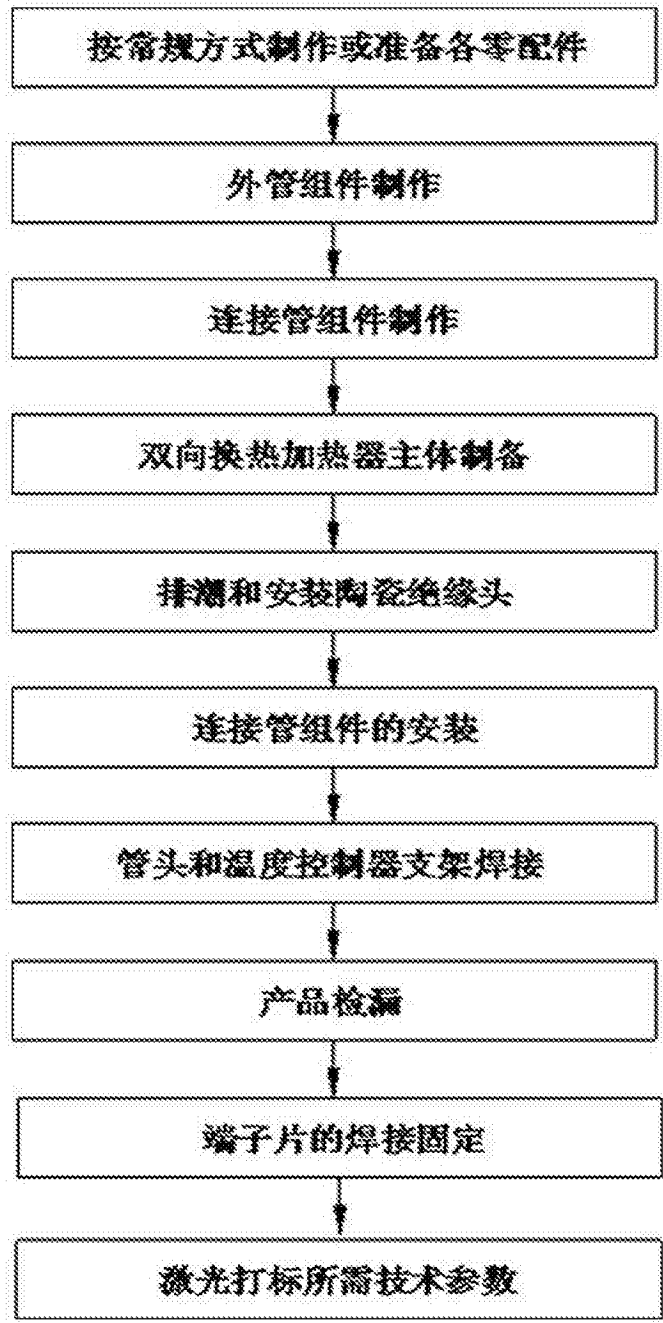 按常规方式制作或准备各零配件
外管组件制作
连接管组件制作
双向换热加热器主体制备
排潮和安装陶瓷绝缘头
连接管组件的安装
管头和温度控制器支架焊接
产品检漏
端子片的焊接固定
激光打标所需技术参数